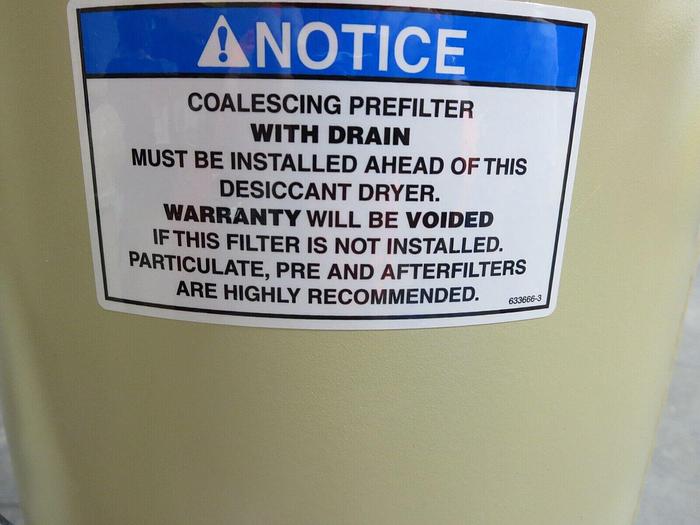 NOTICE
COALESCING PREFILTER
WITH DRAIN
MUST BE INSTALLED AHEAD OF THIS
DESICCANT DRYER.
WARRANTY WILL BE VOIDED
IF THIS FILTER IS NOT INSTALLED.
PARTICULATE, PRE AND AFTERFILTERS
ARE HIGHLY RECOMMENDED.
633666-3